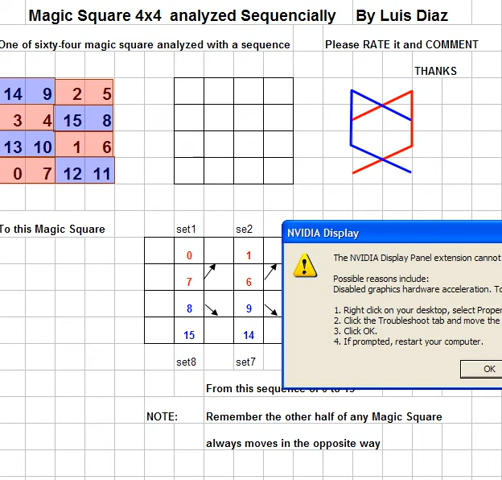 Magic Square 4x4 analyzed Sequencially By Luis Diaz
One of sixty-four magic square analyzed with a sequence
Please RATE it and COMMENT
THANKS
14 9 2 5
3 4 15 8
13 10 1 6
0 7 12 11
To this Magic Square
set1 se2
0 1
7 6
8 9
15 14
set8 set7
NVIDIA Display
The NVIDIA Display Panel extension cannot
Possible reasons include:
Disabled graphics hardware acceleration. To
1. Right click on your desktop, select Proper
2. Click the Troubleshoot tab and move the
3. Click OK.
4. If prompted, restart your computer.
OK
From this sequence of 0 to 15
NOTE: Remember the other half of any Magic Square
always moves in the opposite way